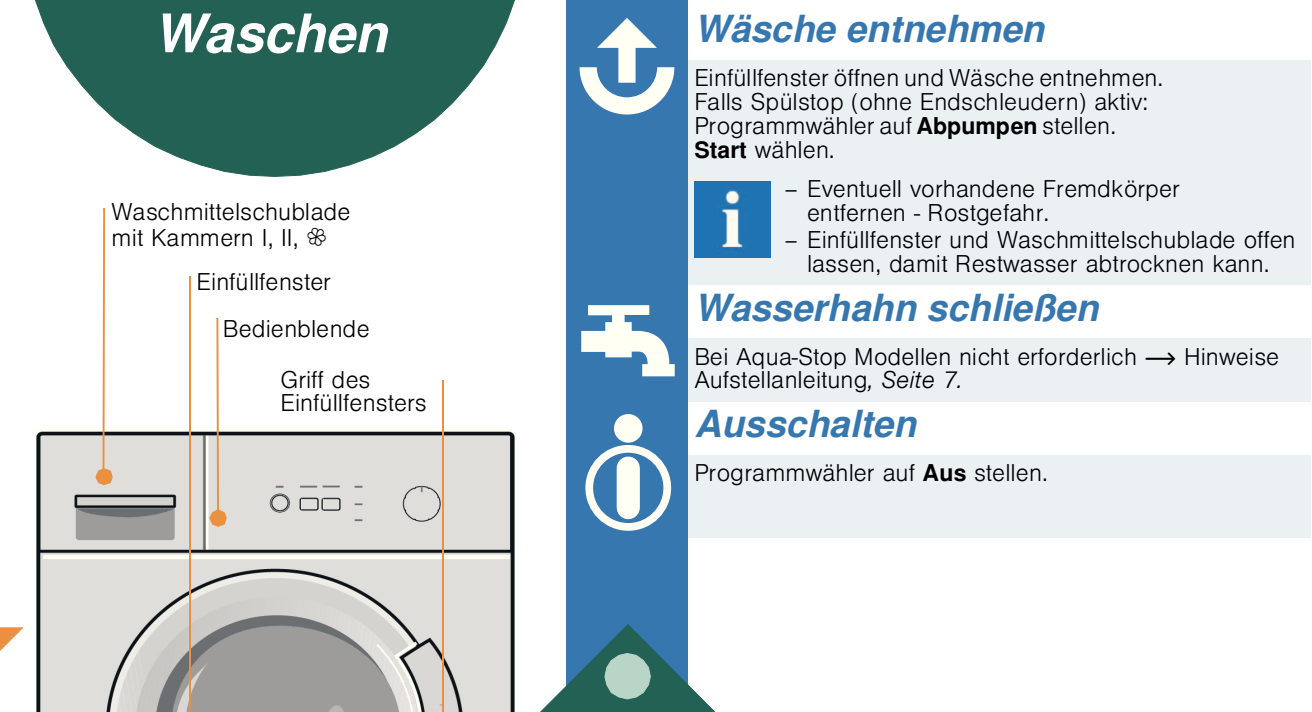 Waschen
Waschmittelschublade
mit Kammern I, II, ❀
Einfüllfenster
Bedienblende
Griff des
Einfüllfensters
Wäsche entnehmen
Einfüllfenster öffnen und Wäsche entnehmen.
Falls Spülstop (ohne Endschleudern) aktiv:
Programmwähler auf Abpumpen stellen.
Start wählen.
– Eventuell vorhandene Fremdkörper
entfernen - Rostgefahr.
– Einfüllfenster und Waschmittelschublade offen
lassen, damit Restwasser abtrocknen kann.
Wasserhahn schließen
Bei Aqua-Stop Modellen nicht erforderlich ⟶ Hinweise
Aufstellanleitung, Seite 7.
Ausschalten
Programmwähler auf Aus stellen.